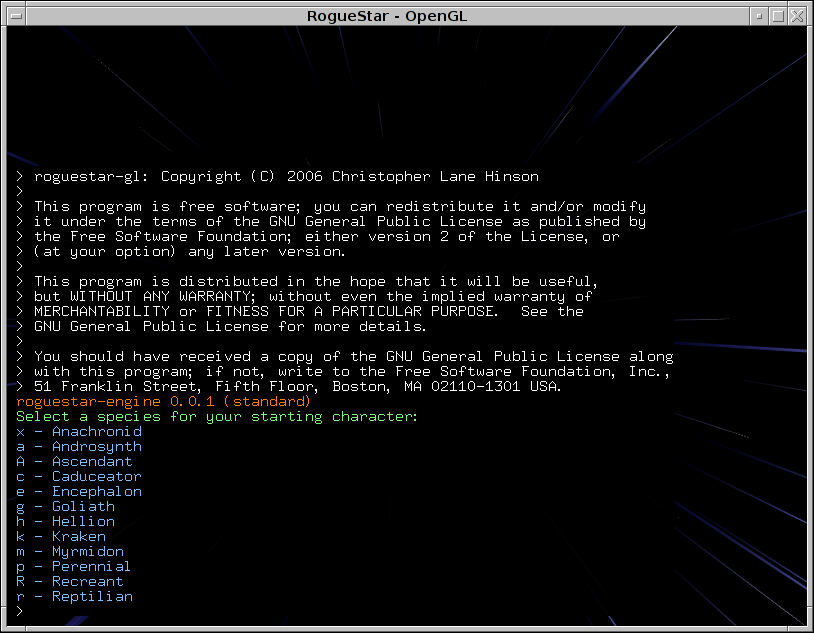 RogueStar - OpenGL
> roguestar-gl: Copyright (C) 2006 Christopher Lane Hinson
>
> This program is free software; you can redistribute it and/or modify
> it under the terms of the GNU General Public License as published by
> the Free Software Foundation; either version 2 of the License, or
> (at your option) any later version.
>
> This program is distributed in the hope that it will be useful,
> but WITHOUT ANY WARRANTY; without even the implied warranty of
> MERCHANTABILITY or FITNESS FOR A PARTICULAR PURPOSE.  See the
> GNU General Public License for more details.
>
> You should have received a copy of the GNU General Public License along
> with this program; if not, write to the Free Software Foundation, Inc.,
> 51 Franklin Street, Fifth Floor, Boston, MA 02110-1301 USA.
roguestar-engine 0.0.1 (standard)
Select a species for your starting character:
x - Anachronid
a - Androsynth
A - Ascendant
c - Caduceator
e - Encephalon
g - Goliath
h - Hellion
k - Kraken
m - Myrmidon
p - Perennial
R - Recreant
r - Reptilian
>